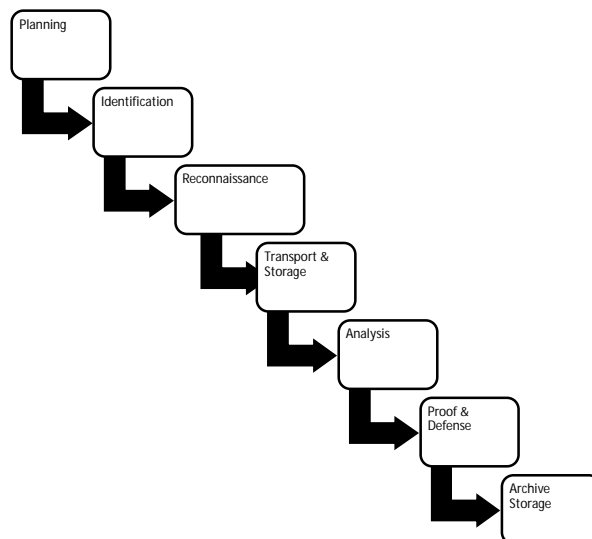 Planning
Identification
Reconnaissance
Transport &
Storage
Analysis
Proof &
Defense
Archive
Storage